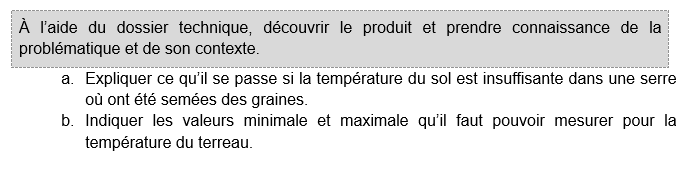 À l'aide du dossier technique, découvrir le produit et prendre connaissance de la
problématique et de son contexte.
a. Expliquer ce qu'il se passe si la température du sol est insuffisante dans une serre
où ont été semées des graines.
b. Indiquer les valeurs minimale et maximale qu'il faut pouvoir mesurer pour la
température du terreau.